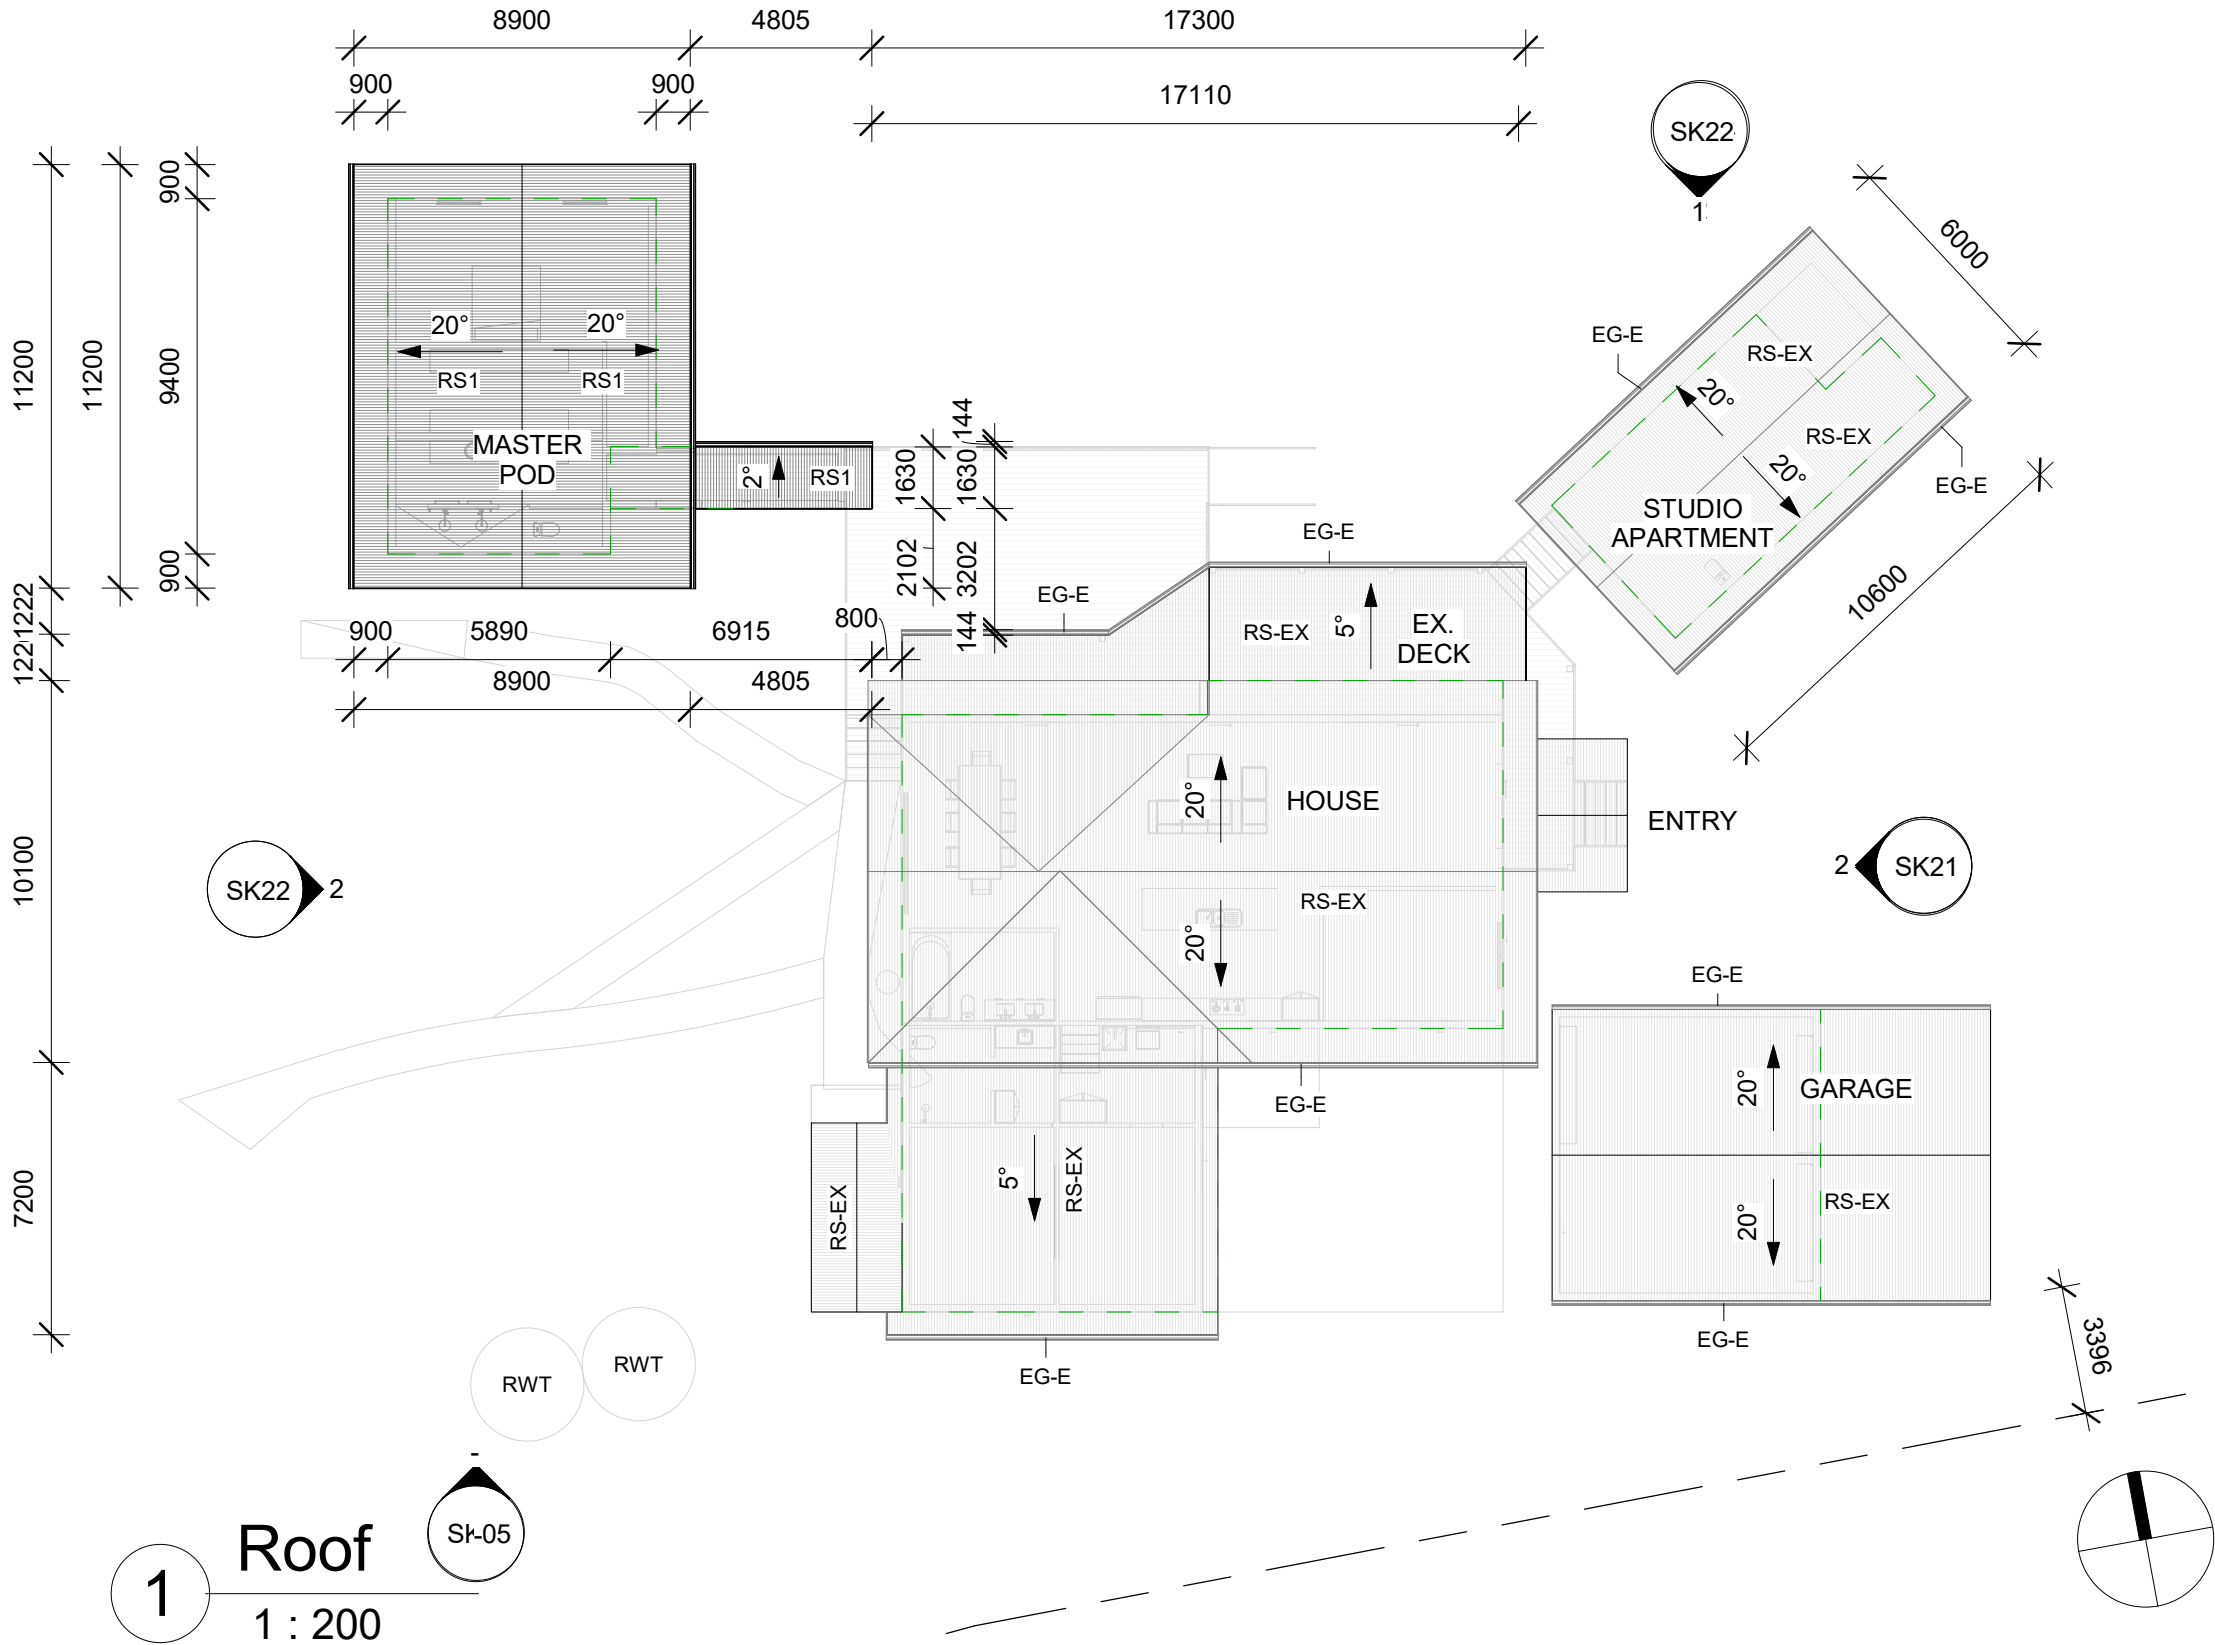 8900
4805
17300
900
900
17110
SK22
1
11200
11200
900
9400
900
20°
20°
RS1
RS1
MASTER
POD
2°
RS1
144
1630
1630
2102
3202
144
6000
EG-E
RS-EX
20°
RS-EX
20°
EG-E
STUDIO
APARTMENT
10600
EG-E
EG-E
RS-EX
5°
EX.
DECK
1222
1221
900
5890
6915
800
8900
4805
10100
20°
HOUSE
ENTRY
SK22
2
2
SK21
RS-EX
20°
EG-E
EG-E
20°
GARAGE
20°
RS-EX
EG-E
7200
RS-EX
5°
RS-EX
EG-E
3396
RWT
RWT
-
1
Roof
1 : 200